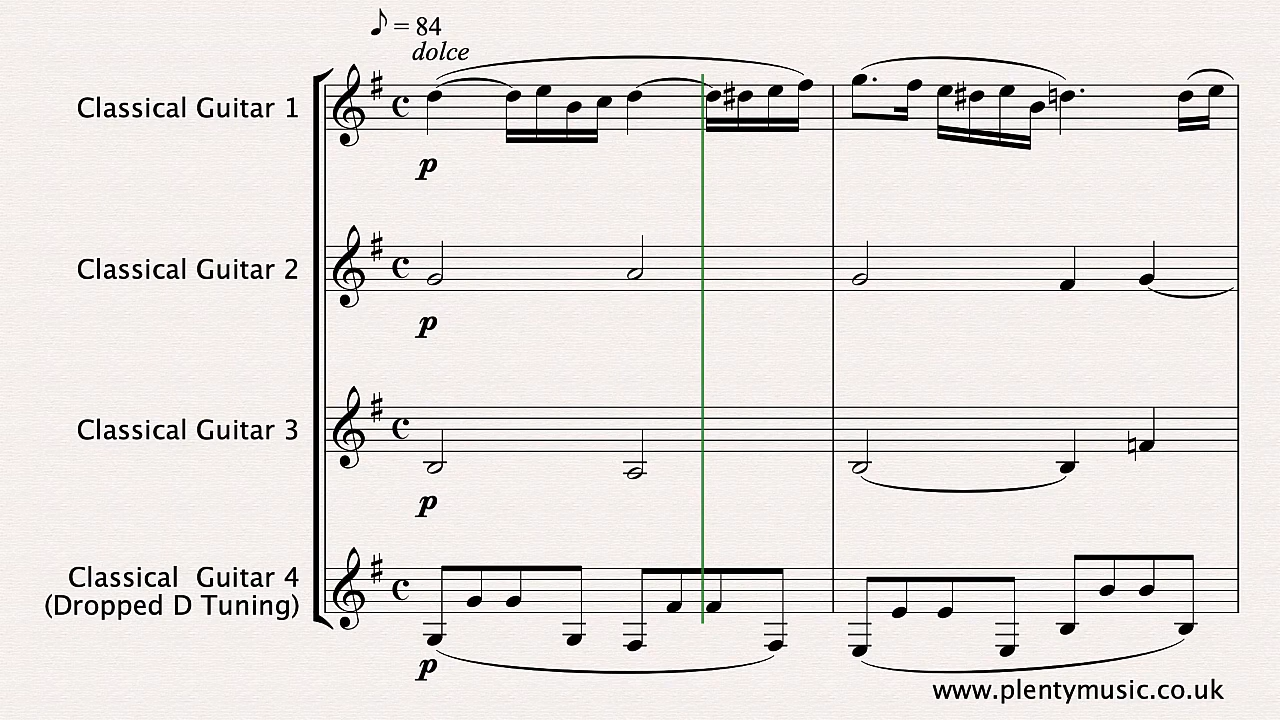 ♪ = 84
dolce
Classical Guitar 1
p
Classical Guitar 2
p
Classical Guitar 3
p
Classical  Guitar 4
(Dropped D Tuning)
p
www.plentymusic.co.uk